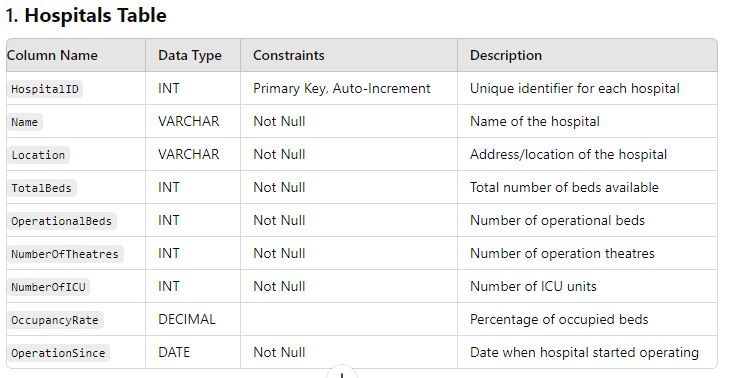 1. Hospitals Table
Column Name Data Type Constraints Description
HospitalID INT Primary Key, Auto-Increment Unique identifier for each hospital
Name VARCHAR Not Null Name of the hospital
Location VARCHAR Not Null Address/location of the hospital
TotalBeds INT Not Null Total number of beds available
OperationalBeds INT Not Null Number of operational beds
NumberOfTheatres INT Not Null Number of operation theatres
NumberOfICU INT Not Null Number of ICU units
OccupancyRate DECIMAL Percentage of occupied beds
OperationSince DATE Not Null Date when hospital started operating